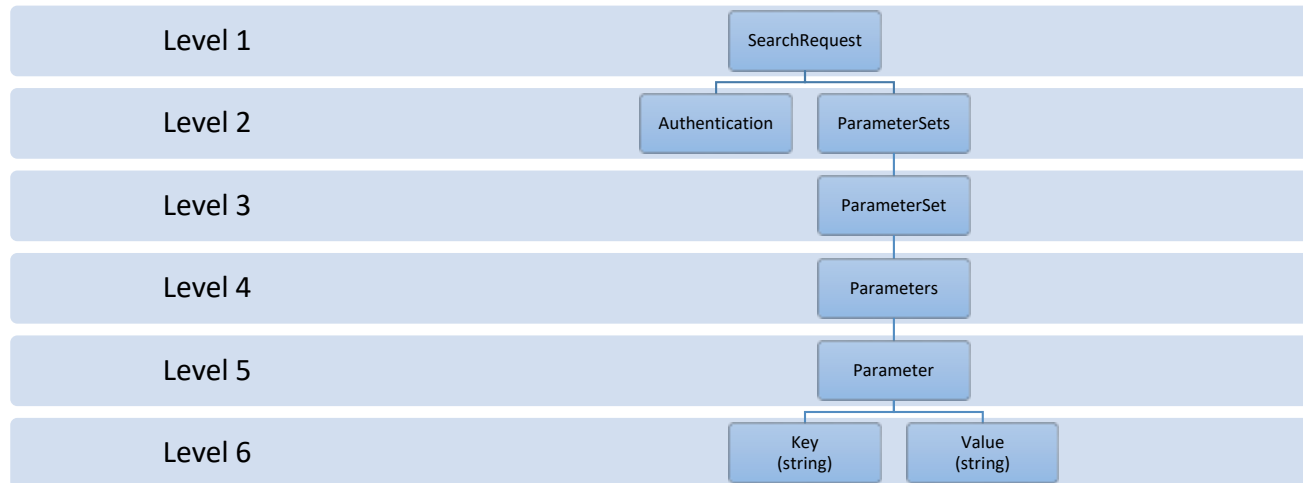 Level 1
SearchRequest
Level 2
Authentication
ParameterSets
Level 3
ParameterSet
Level 4
Parameters
Level 5
Parameter
Level 6
Key
(string)
Value
(string)